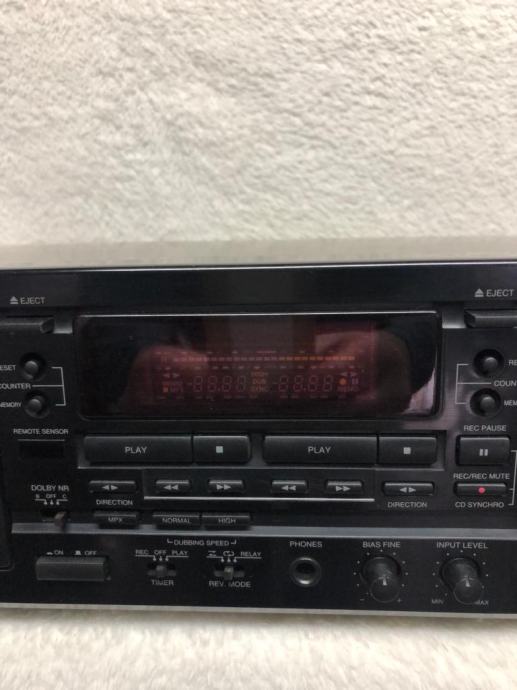 EJECT
EJECT
COUNTER
MEMORY
REMOTE SENSOR
REC PAUSE
PLAY
PLAY
REC/REC MUTE
DOLBY NR
B OFF C
DIRECTION
DIRECTION
CD SYNCHRO
MPX
NORMAL
HIGH
DUBBING SPEED
ON
OFF
REC OFF PLAY
TIMER
RELAY
REV. MODE
PHONES
BIAS FINE
INPUT LEVEL
MIN
MAX